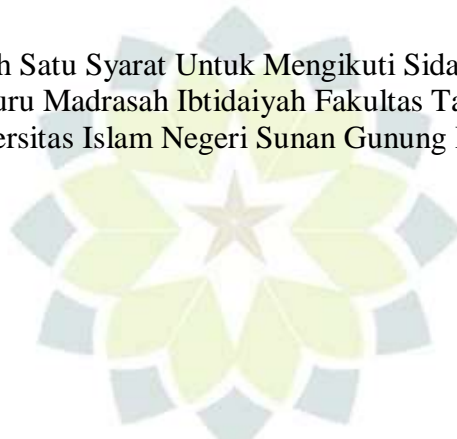 h Satu Syarat Untuk Mengikuti Sida
uru Madrasah Ibtidaiyah Fakultas Ta
ersitas Islam Negeri Sunan Gunung